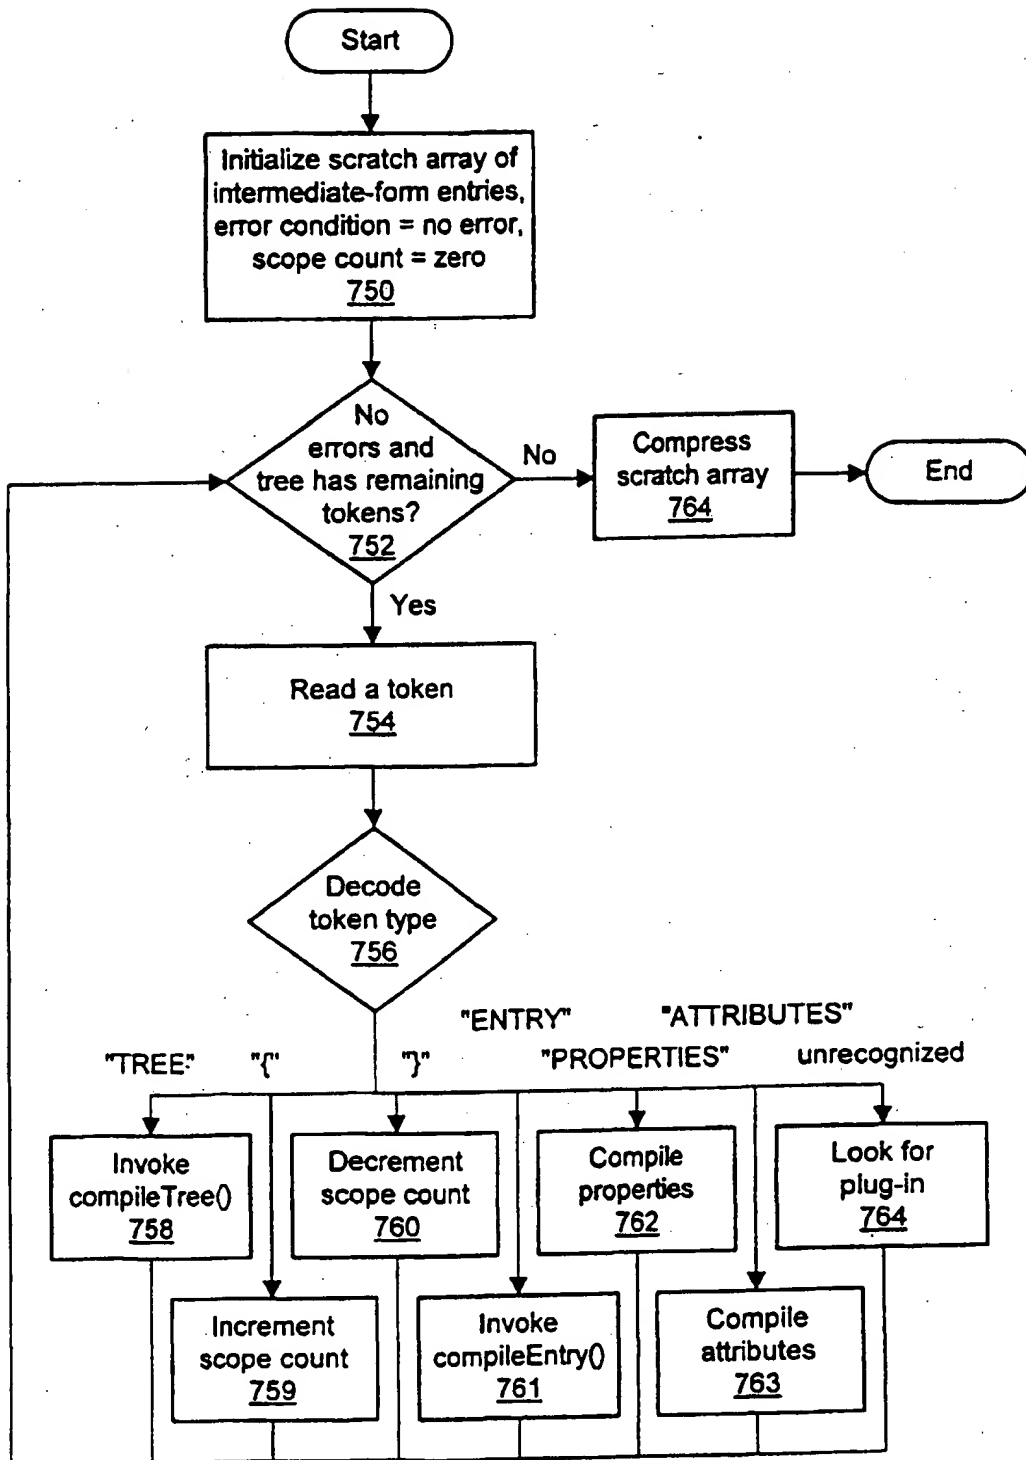 Start
Initialize scratch array of
intermediate-form entries,
error condition = no error,
scope count = zero
750
No
errors and
tree has remaining
tokens?
752
No
Compress
scratch array
764
End
Yes
Read a token
754
Decode
token type
756
"TREE"
"{"
"}"
"ENTRY"
"PROPERTIES"
"ATTRIBUTES"
unrecognized
Invoke
compileTree()
758
Decrement
scope count
760
Compile
properties
762
Look for
plug-in
764
Increment
scope count
759
Invoke
compileEntry()
761
Compile
attributes
763